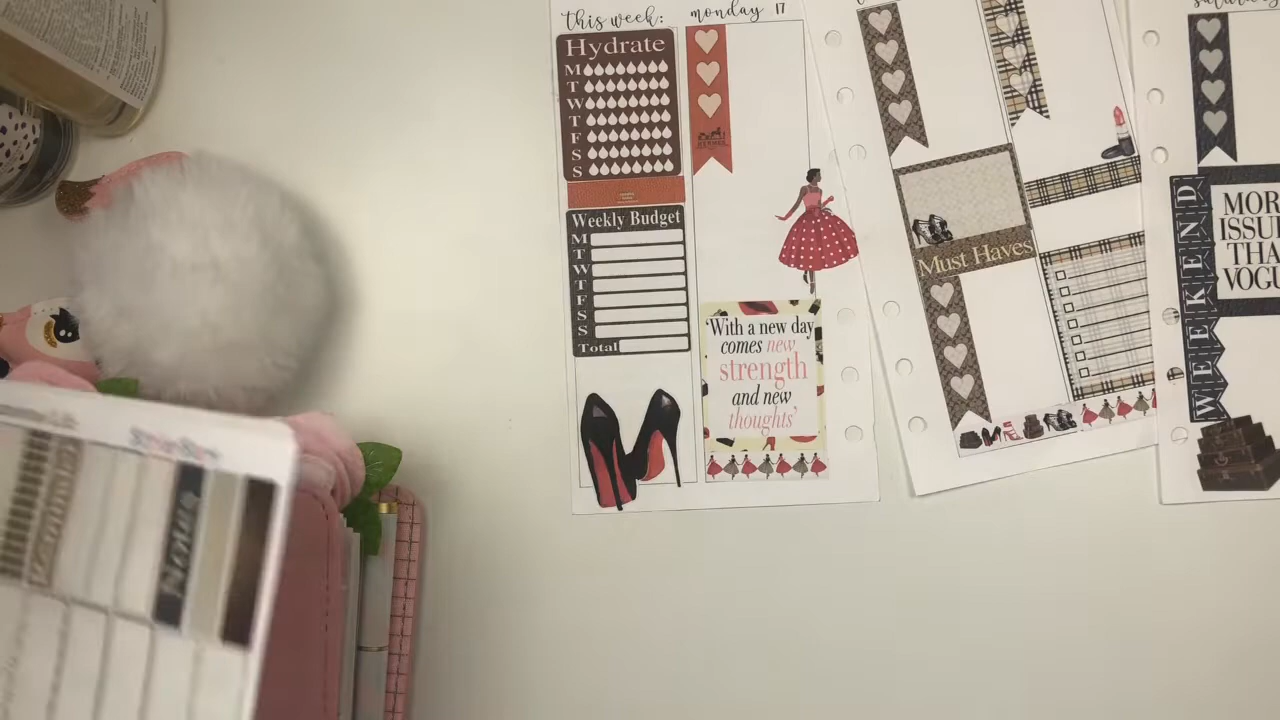 this week:
monday 17
Hydrate
M
T
W
T
F
S
S
Weekly Budget
M
T
W
T
F
S
S
Total
HERMES
'With a new day
comes new
strength
and new
thoughts'
Must Haves
WEEKEND
MOR
ISSU
THA
VOGU